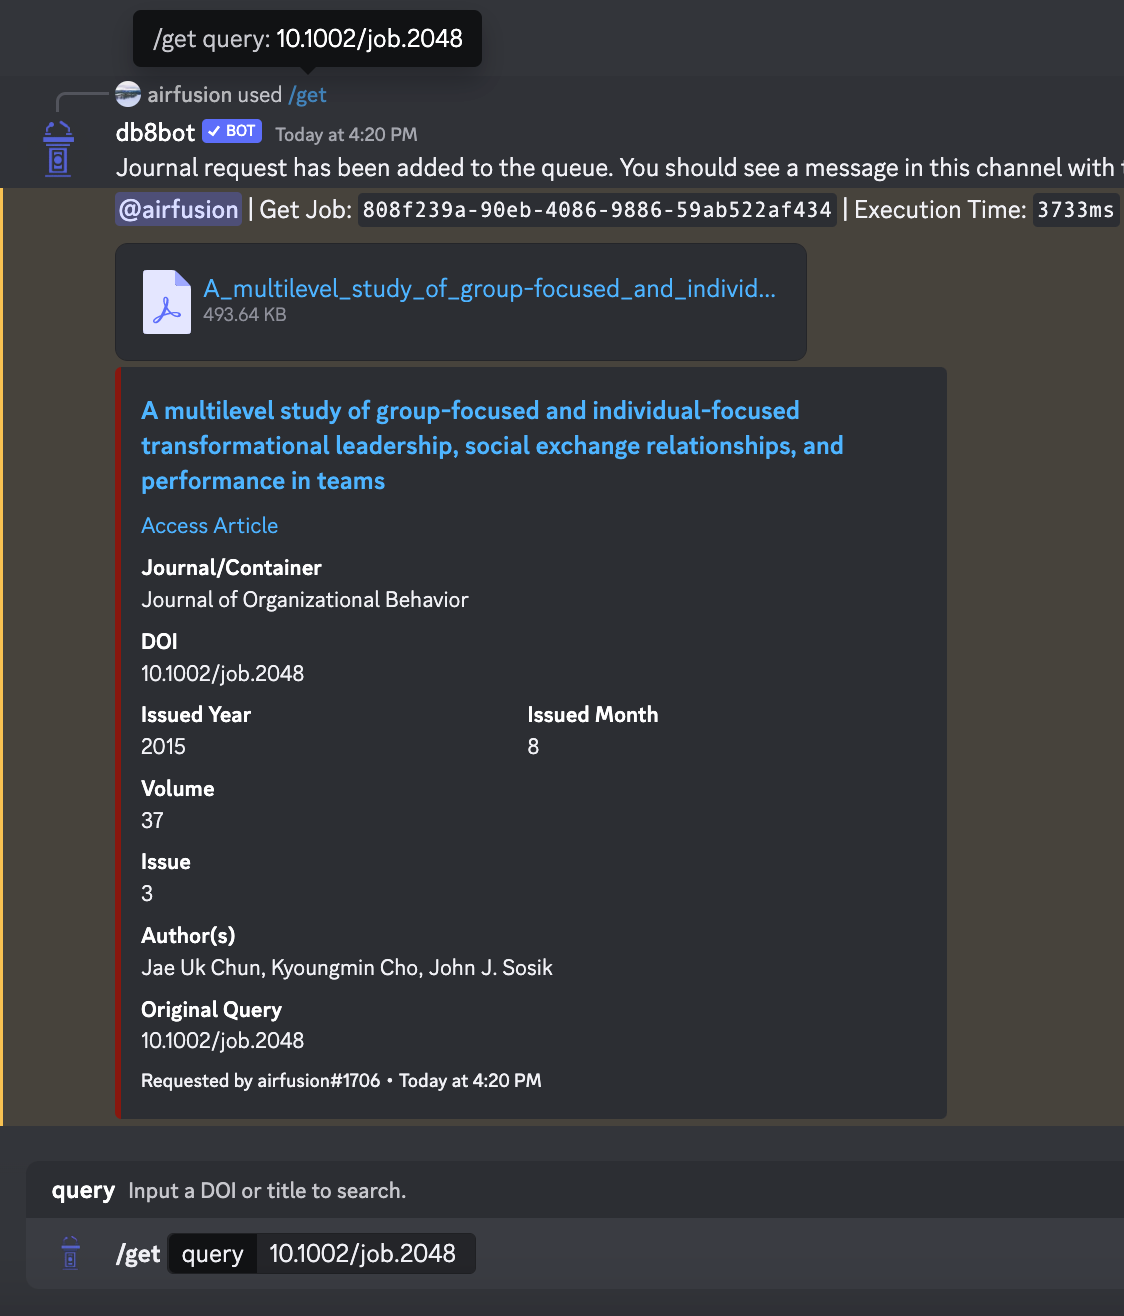 /get query: 10.1002/job.2048
airfusion used /get
db8bot ✓ BOT Today at 4:20 PM
Journal request has been added to the queue. You should see a message in this channel with
@airfusion | Get Job: 808f239a-90eb-4086-9886-59ab522af434 | Execution Time: 3733ms
A_multilevel_study_of_group-focused_and_individ...
493.64 KB
A multilevel study of group-focused and individual-focused
transformational leadership, social exchange relationships, and
performance in teams
Access Article
Journal/Container
Journal of Organizational Behavior
DOI
10.1002/job.2048
Issued Year Issued Month
2015 8
Volume
37
Issue
3
Author(s)
Jae Uk Chun, Kyoungmin Cho, John J. Sosik
Original Query
10.1002/job.2048
Requested by airfusion#1706 • Today at 4:20 PM
query Input a DOI or title to search.
/get query 10.1002/job.2048